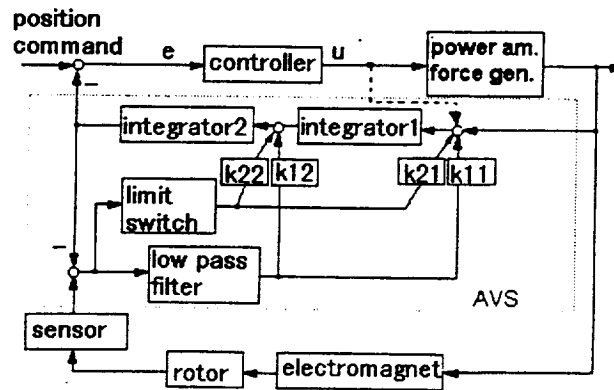 position
command
e
controller
u
power am.
force gen.
integrator2
integrator1
k22
k12
k21
k11
limit
switch
low pass
filter
AVS
sensor
rotor
electromagnet